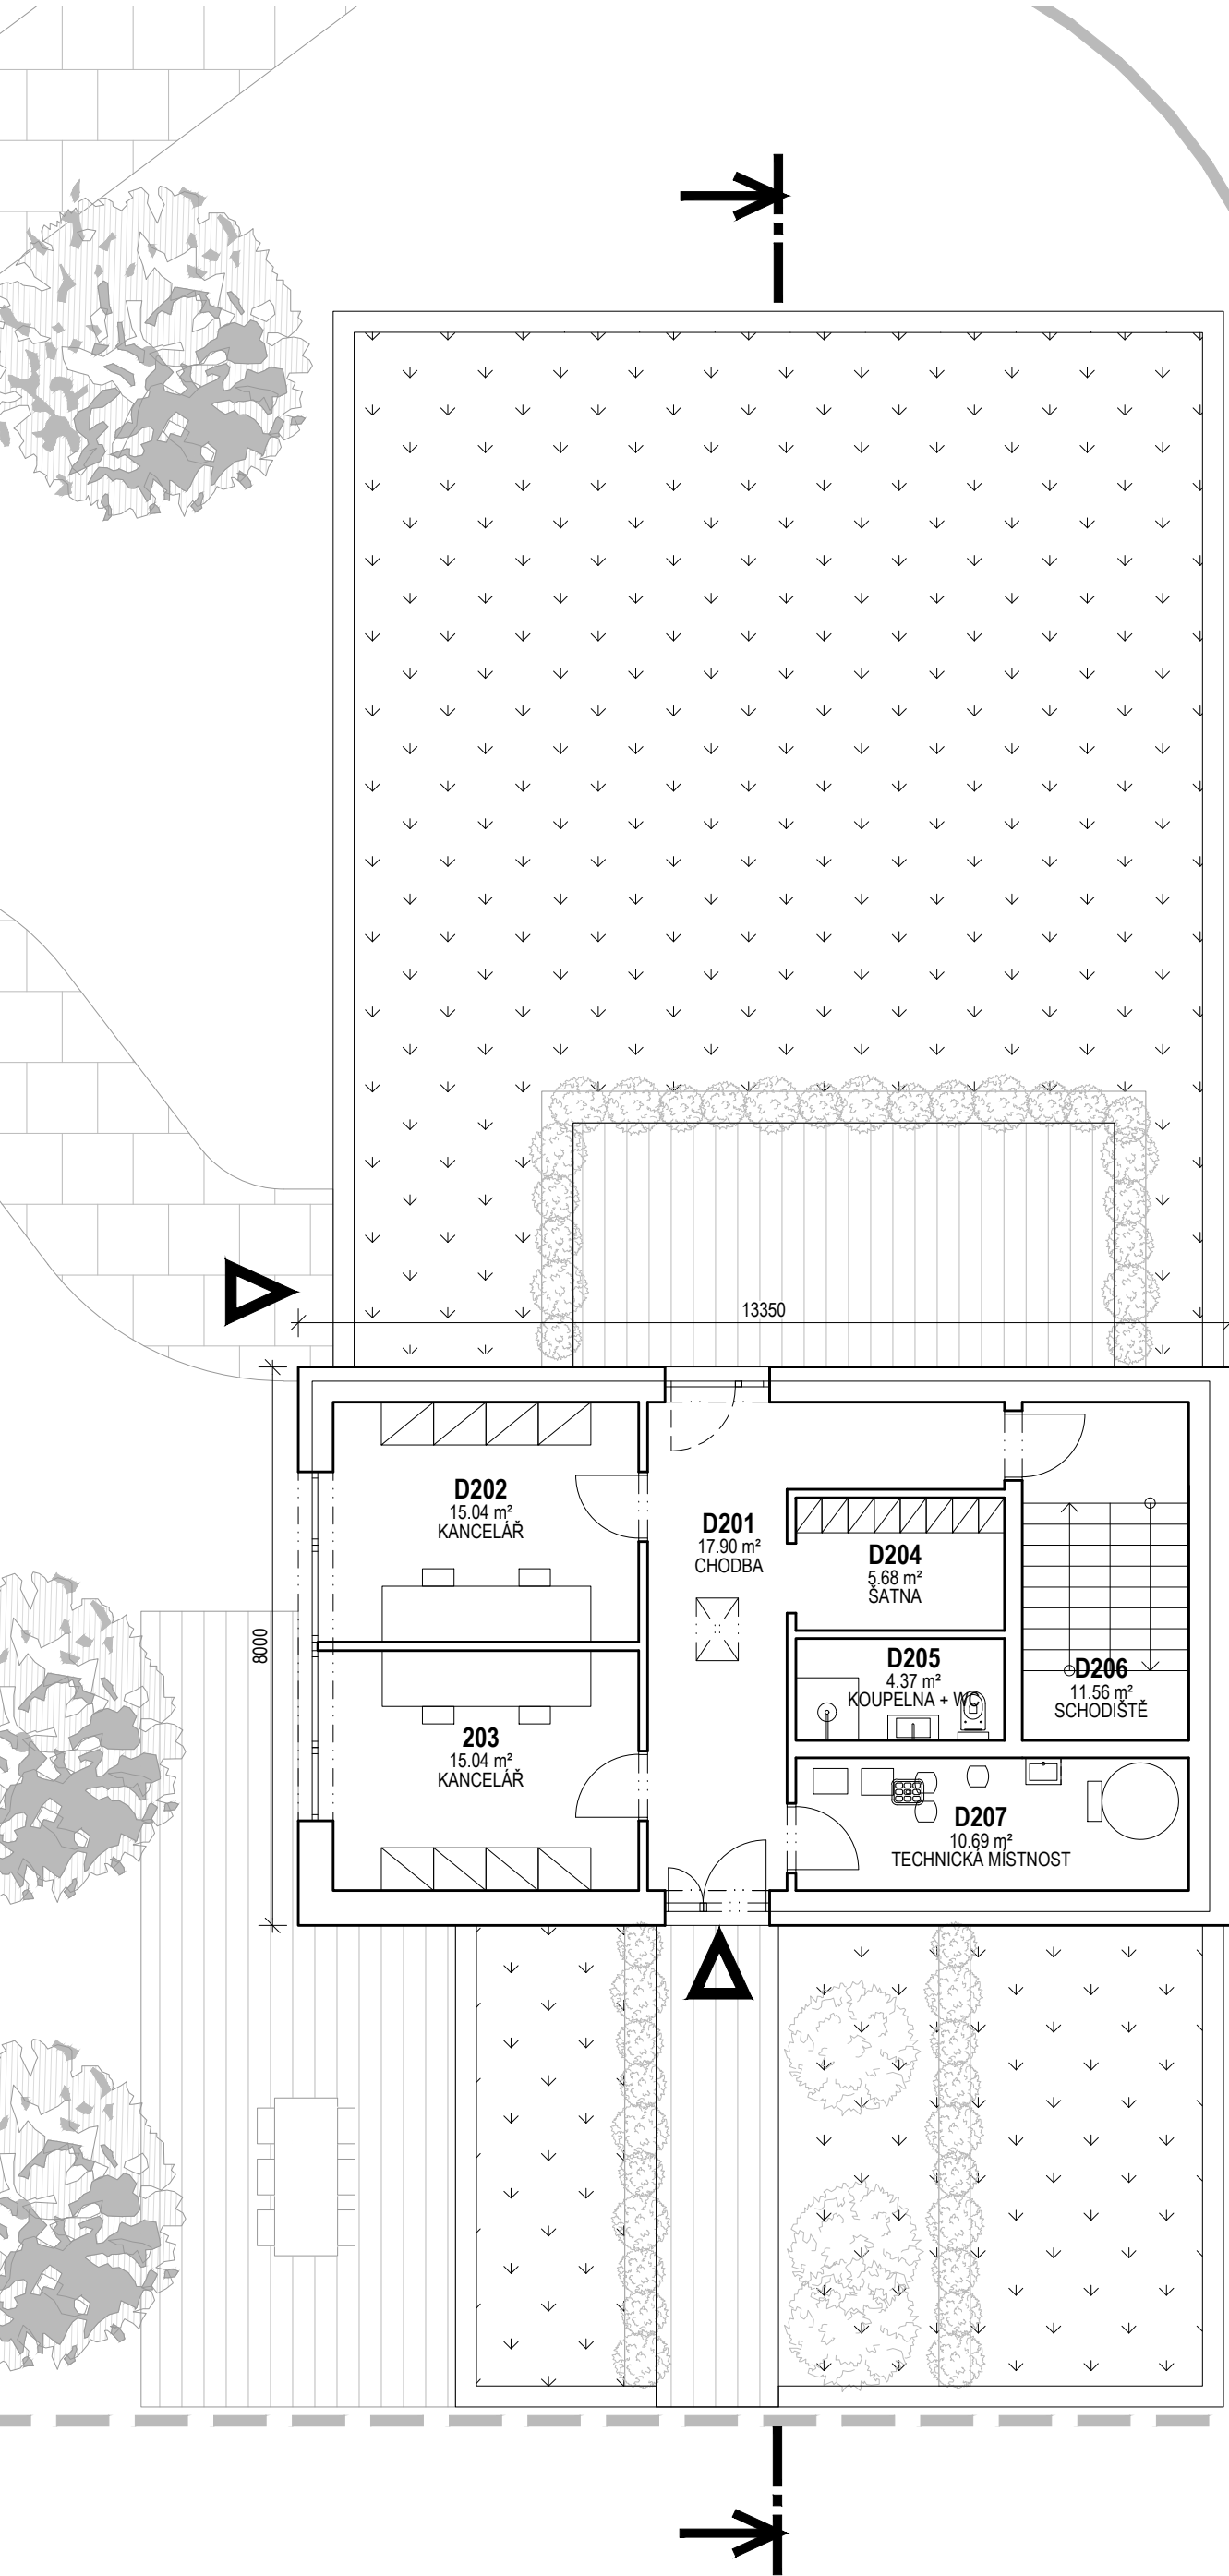 13350
8000
D202
15.04 m²
KANCELÁŘ
D201
17.90 m²
CHODBA
D204
5.68 m²
ŠATNA
D205
4.37 m²
KOUPELNA + WC
D206
11.56 m²
SCHODIŠTĚ
203
15.04 m²
KANCELÁŘ
D207
10.69 m²
TECHNICKÁ MÍSTNOST